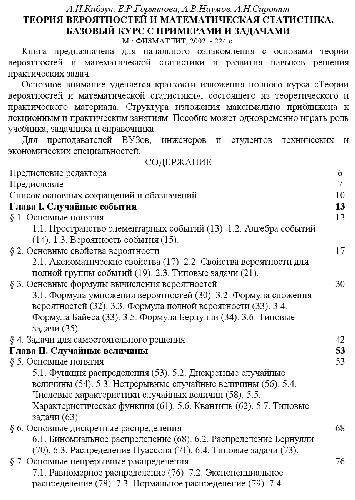 А.И.Кибзун, Е.Р.Горяинова, А.В.Наумов, А.Н.Сиротин
ТЕОРИЯ ВЕРОЯТНОСТЕЙ И МАТЕМАТИЧЕСКАЯ СТАТИСТИКА.
БАЗОВЫЙ КУРС С ПРИМЕРАМИ И ЗАДАЧАМИ
М.: ФИЗМАТЛИТ, 2002. - 224 с.
Книга предназначена для начального ознакомления с основами теории
вероятностей и математической статистики и развития навыков решения
практических задач.
Основное внимание уделяется краткости изложения полного курса «Теории
вероятностей и математической статистики», состоящего из теоретического и
практического материала. Структура изложения максимально приближена к
лекционным и практическим занятиям. Пособие может одновременно играть роль
учебника, задачника и справочника.
Для преподавателей ВУЗов, инженеров и студентов технических и
экономических специальностей.
СОДЕРЖАНИЕ
Предисловие редактора 6
Предисловие 7
Список основных сокращений и обозначений 10
Глава I. Случайные события 13
§ 1. Основные понятия 13
1.1. Пространство элементарных событий (13). 1.2. Алгебра событий
(14). 1.3. Вероятность события (15).
§ 2. Основные свойства вероятности 17
2.1. Аксиоматические свойства (17). 2.2. Свойства вероятности для
полной группы событий (19). 2.3. Типовые задачи (21).
§ 3. Основные формулы вычисления вероятностей 30
3.1. Формула умножения вероятностей (30). 3.2. Формула сложения
вероятностей (32). 3.3. Формула полной вероятности (33). 3.4.
Формула Байеса (33). 3.5. Формула Бернулли (34). 3.6. Типовые
задачи (35).
§ 4. Задачи для самостоятельного решения 42
Глава II. Случайные величины 53
§ 5. Основные понятия 53
5.1. Функция распределения (53). 5.2. Дискретные случайные
величины (54). 5.3. Непрерывные случайные величины (56). 5.4.
Числовые характеристики случайных величин (58). 5.5.
Характеристическая функция (61). 5.6. Квантиль (62). 5.7. Типовые
задачи (63)
§ 6. Основные дискретные распределения 68
6.1. Биномиальное распределение (68). 6.2. Распределение Бернулли
(70). 6.3. Распределение Пуассона (71). 6.4. Типовые задачи (73).
§ 7. Основные непрерывные распределения 76
7.1. Равномерное распределение (76). 7.2. Экспоненциальное
распределение (78). 7.3. Нормальное распределение (79). 7.4.